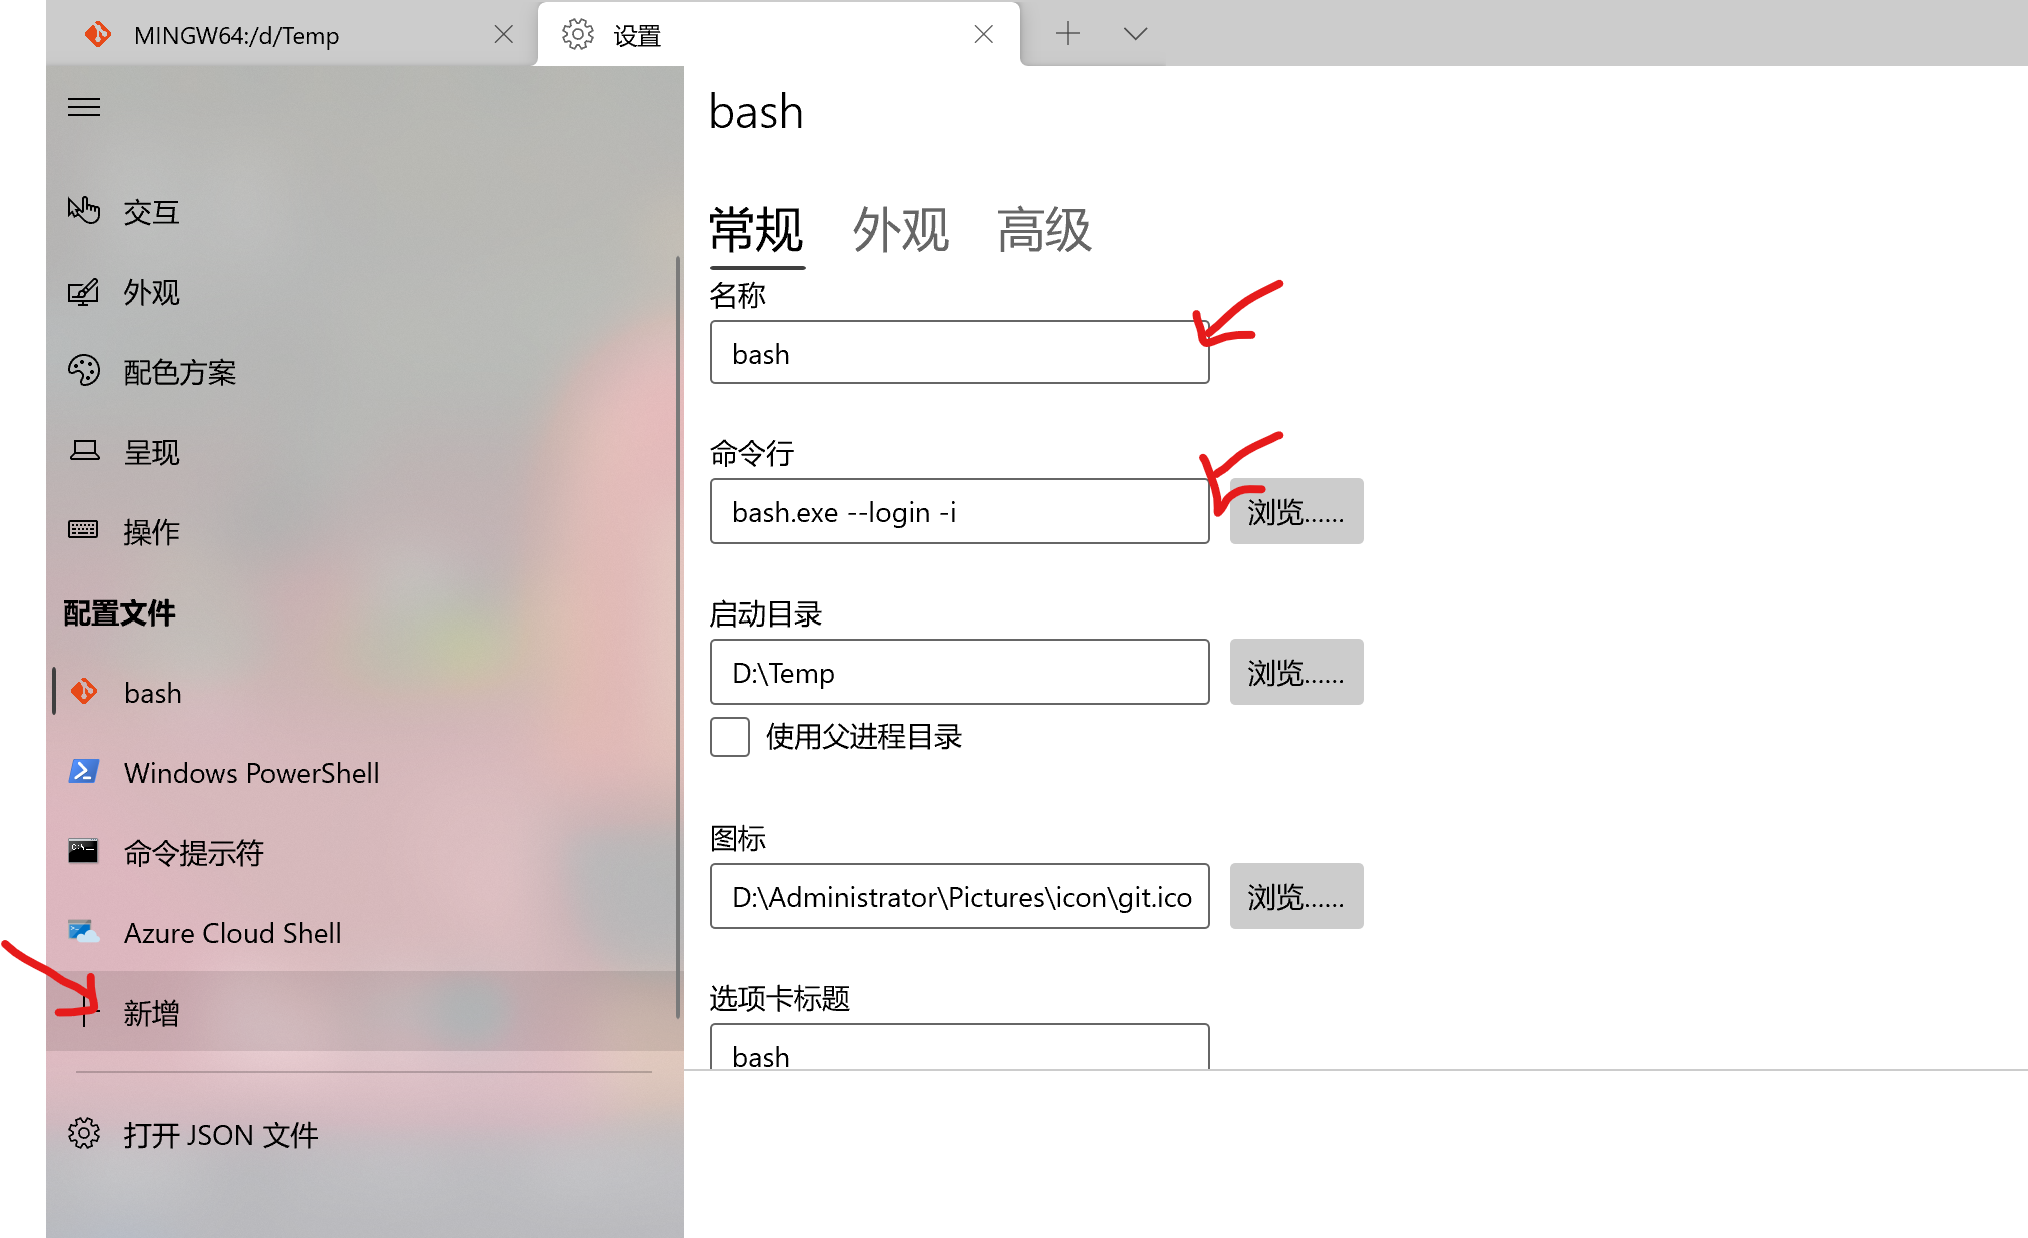 MINGW64:/d/Temp
设置
交互
外观
配色方案
呈现
操作
配置文件
bash
Windows PowerShell
命令提示符
Azure Cloud Shell
新增
打开 JSON 文件
bash
常规 外观 高级
名称
bash
命令行
bash.exe --login -i 浏览......
启动目录
D:\Temp 浏览......
使用父进程目录
图标
D:\Administrator\Pictures\icon\git.ico 浏览......
选项卡标题
bash